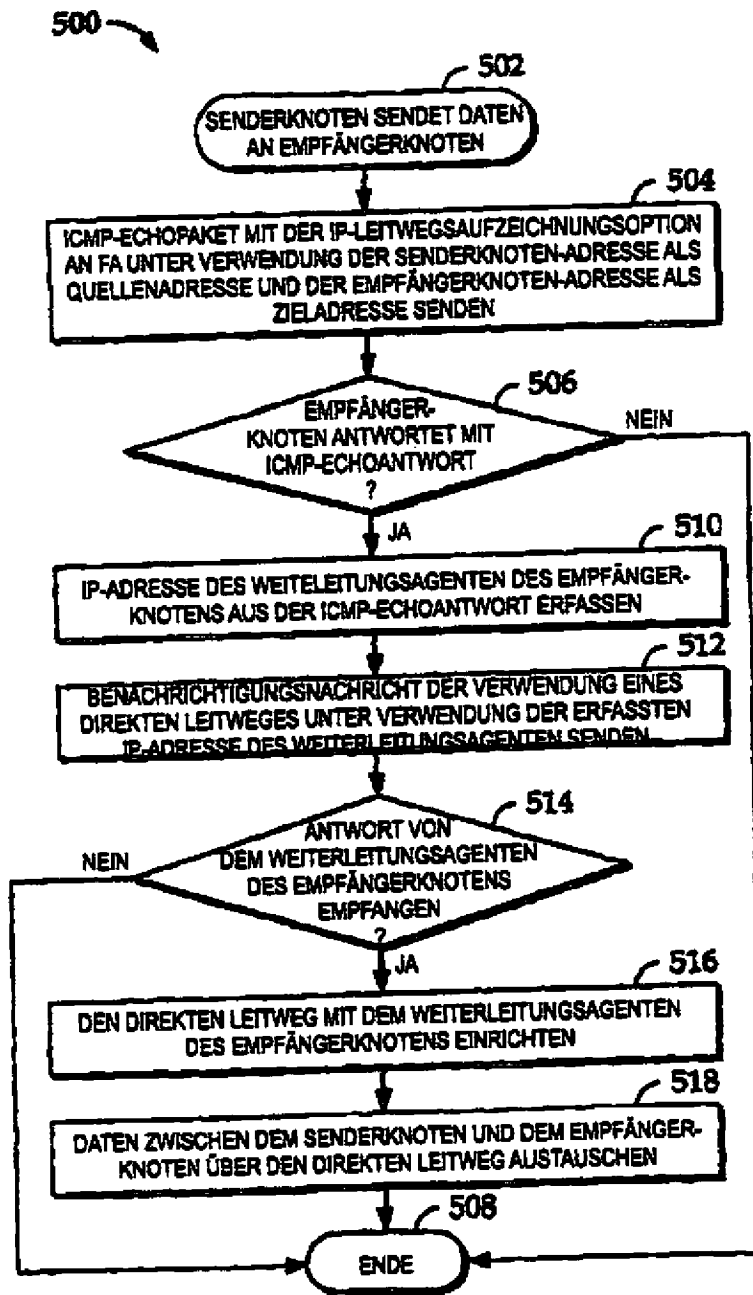 500
502
SENDERKNOTEN SENDET DATEN
AN EMPFÄNGERKNOTEN
504
ICMP-ECHOPAKET MIT DER IP-LEITWEGSAUFZEICHNUNGSOPTION
AN FA UNTER VERWENDUNG DER SENDERKNOTEN-ADRESSE ALS
QUELLENADRESSE UND DER EMPFÄNGERKNOTEN-ADRESSE ALS
ZIELADRESSE SENDEN
506
EMPFÄNGER-
KNOTEN ANTWORTET MIT
ICMP-ECHOANTWORT
?
NEIN
JA
510
IP-ADRESSE DES WEITELEITUNGSAGENTEN DES EMPFÄNGER-
KNOTENS AUS DER ICMP-ECHOANTWORT ERFASSEN
512
BENACHRICHTIGUNGSNACHRICHT DER VERWENDUNG EINES
DIREKTEN LEITWEGES UNTER VERWENDUNG DER ERFASSTEN
IP-ADRESSE DES WEITERLEITUNGSAGENTEN SENDEN
514
ANTWORT VON
DEM WEITERLEITUNGSAGENTEN
DES EMPFÄNGERKNOTENS
EMPFANGEN
?
NEIN
JA
516
DEN DIREKTEN LEITWEG MIT DEM WEITERLEITUNGSAGENTEN
DES EMPFÄNGERKNOTENS EINRICHTEN
518
DATEN ZWISCHEN DEM SENDERKNOTEN UND DEM EMPFÄNGER-
KNOTEN ÜBER DEN DIREKTEN LEITWEG AUSTAUSCHEN
508
ENDE